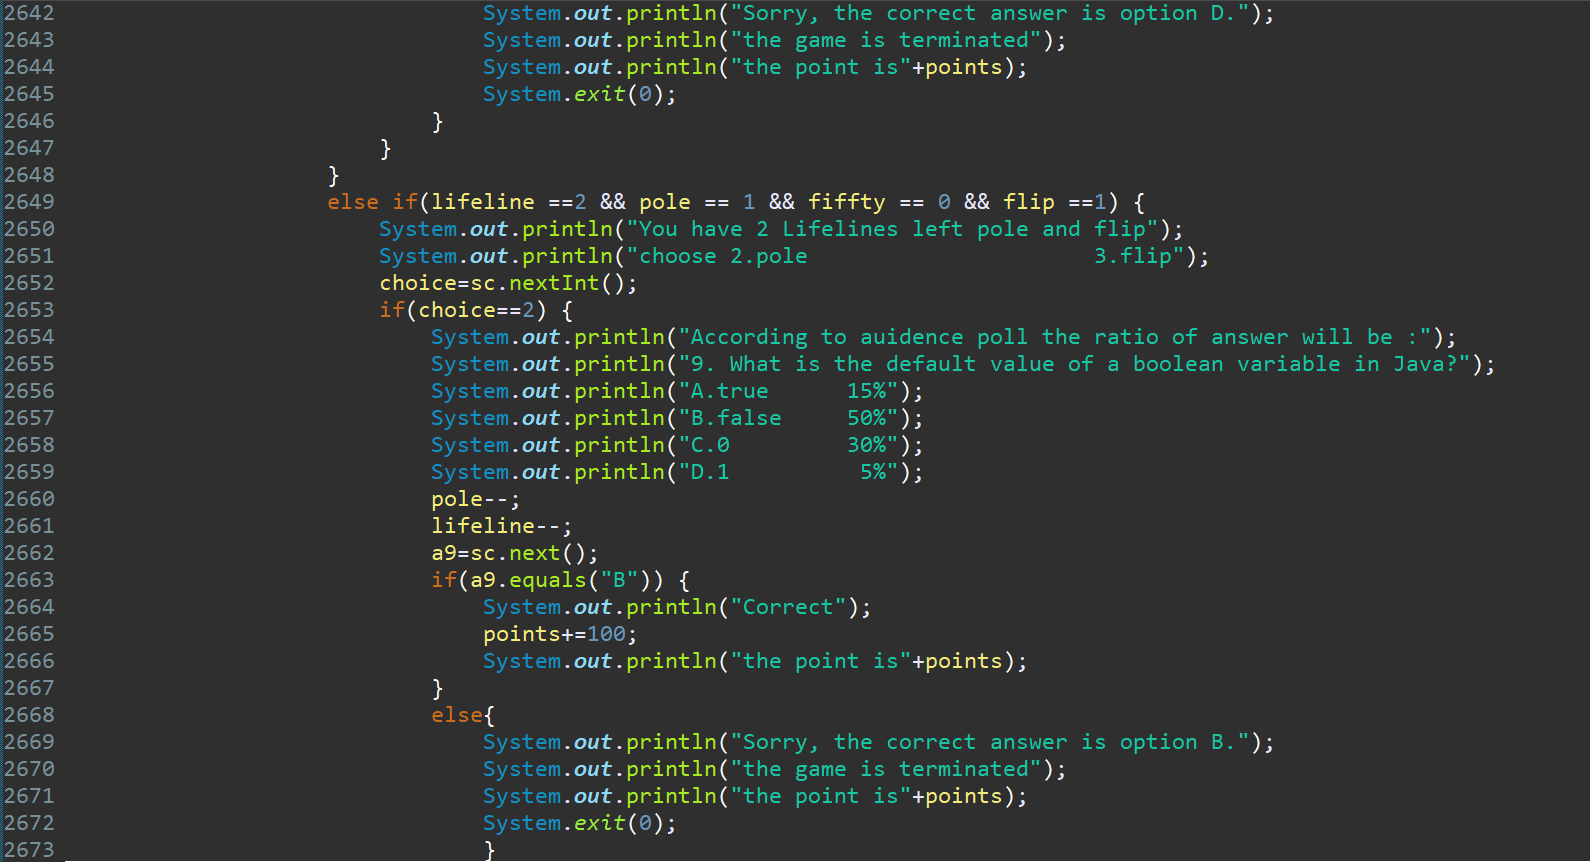 2642 System.out.println("Sorry, the correct answer is option D.");
2643 System.out.println("the game is terminated");
2644 System.out.println("the point is"+points);
2645 System.exit(0);
2646 }
2647 }
2648 }
2649 else if(lifeline ==2 && pole == 1 && fiffty == 0 && flip ==1) {
2650 System.out.println("You have 2 Lifelines left pole and flip");
2651 System.out.println("choose 2.pole                      3.flip");
2652 choice=sc.nextInt();
2653 if(choice==2) {
2654 System.out.println("According to auidence poll the ratio of answer will be :");
2655 System.out.println("9. What is the default value of a boolean variable in Java?");
2656 System.out.println("A.true      15%");
2657 System.out.println("B.false     50%");
2658 System.out.println("C.0         30%");
2659 System.out.println("D.1          5%");
2660 pole--;
2661 lifeline--;
2662 a9=sc.next();
2663 if(a9.equals("B")) {
2664 System.out.println("Correct");
2665 points+=100;
2666 System.out.println("the point is"+points);
2667 }
2668 else{
2669 System.out.println("Sorry, the correct answer is option B.");
2670 System.out.println("the game is terminated");
2671 System.out.println("the point is"+points);
2672 System.exit(0);
2673 }